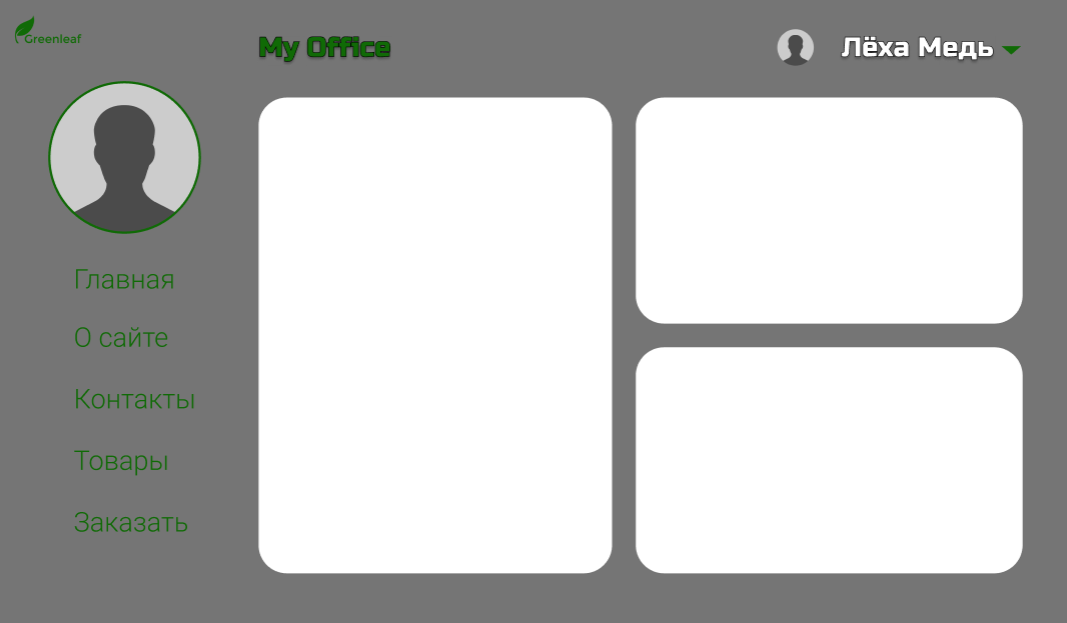 Greenleaf
My Office
Лёха Медь
Главная
О сайте
Контакты
Товары
Заказать